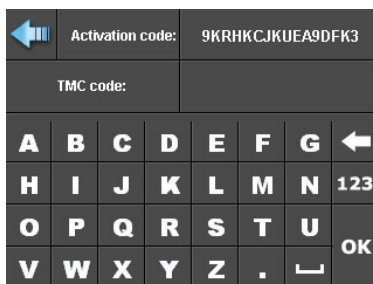 Activation code: 9KRHKCJKUEA9DFK3
TMC code:
A B C D E F G
H I J K L M N 123
O P Q R S T U
V W X Y Z . OK